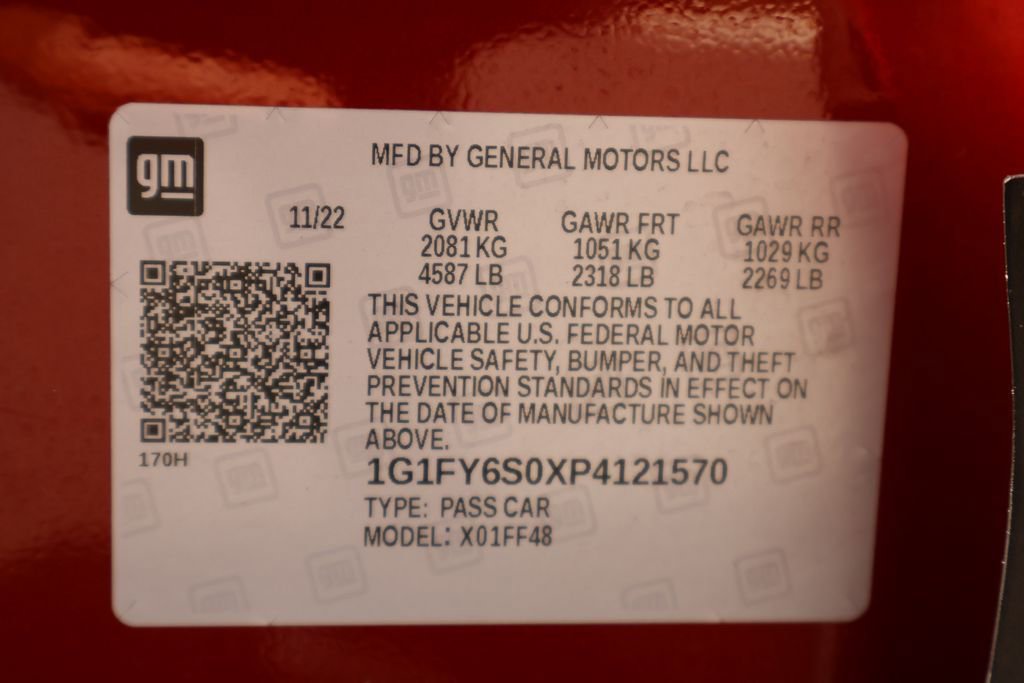 gm
MFD BY GENERAL MOTORS LLC
11/22
GVWR GAWR FRT GAWR RR
2081 KG 1051 KG 1029 KG
4587 LB 2318 LB 2269 LB
THIS VEHICLE CONFORMS TO ALL
APPLICABLE U.S. FEDERAL MOTOR
VEHICLE SAFETY, BUMPER, AND THEFT
PREVENTION STANDARDS IN EFFECT ON
THE DATE OF MANUFACTURE SHOWN
ABOVE.
170H
1G1FY6S0XP4121570
TYPE: PASS CAR
MODEL: X01FF48